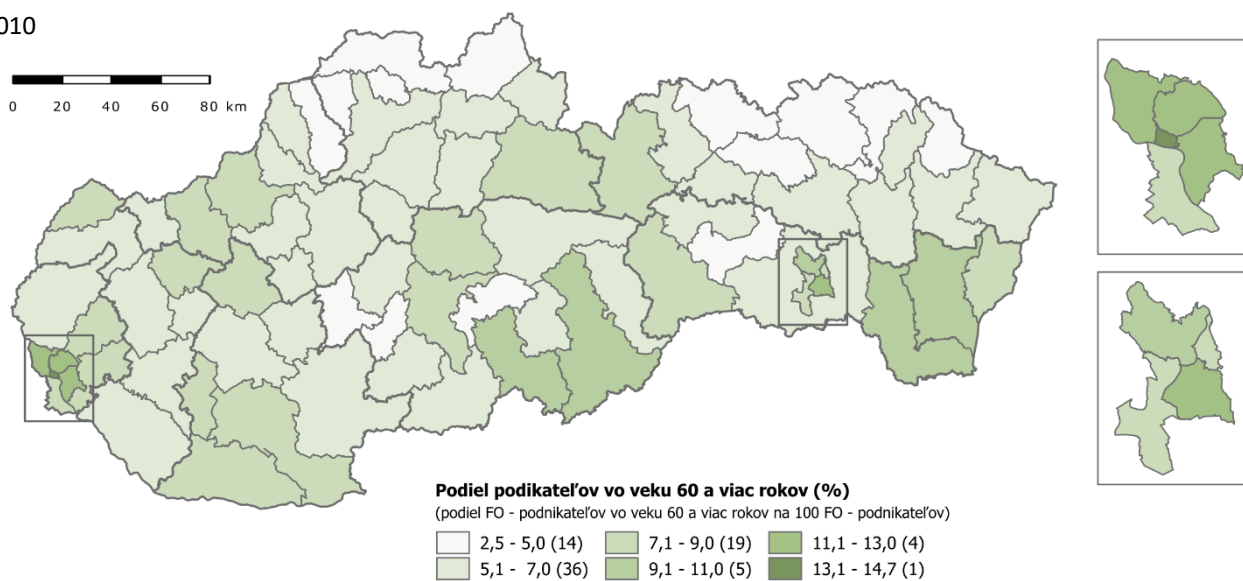 010
0 20 40 60 80 km
Podiel podikateľov vo veku 60 a viac rokov (%)
(podiel FO - podnikateľov vo veku 60 a viac rokov na 100 FO - podnikateľov)
2,5 - 5,0 (14) 7,1 - 9,0 (19) 11,1 - 13,0 (4)
5,1 - 7,0 (36) 9,1 - 11,0 (5) 13,1 - 14,7 (1)